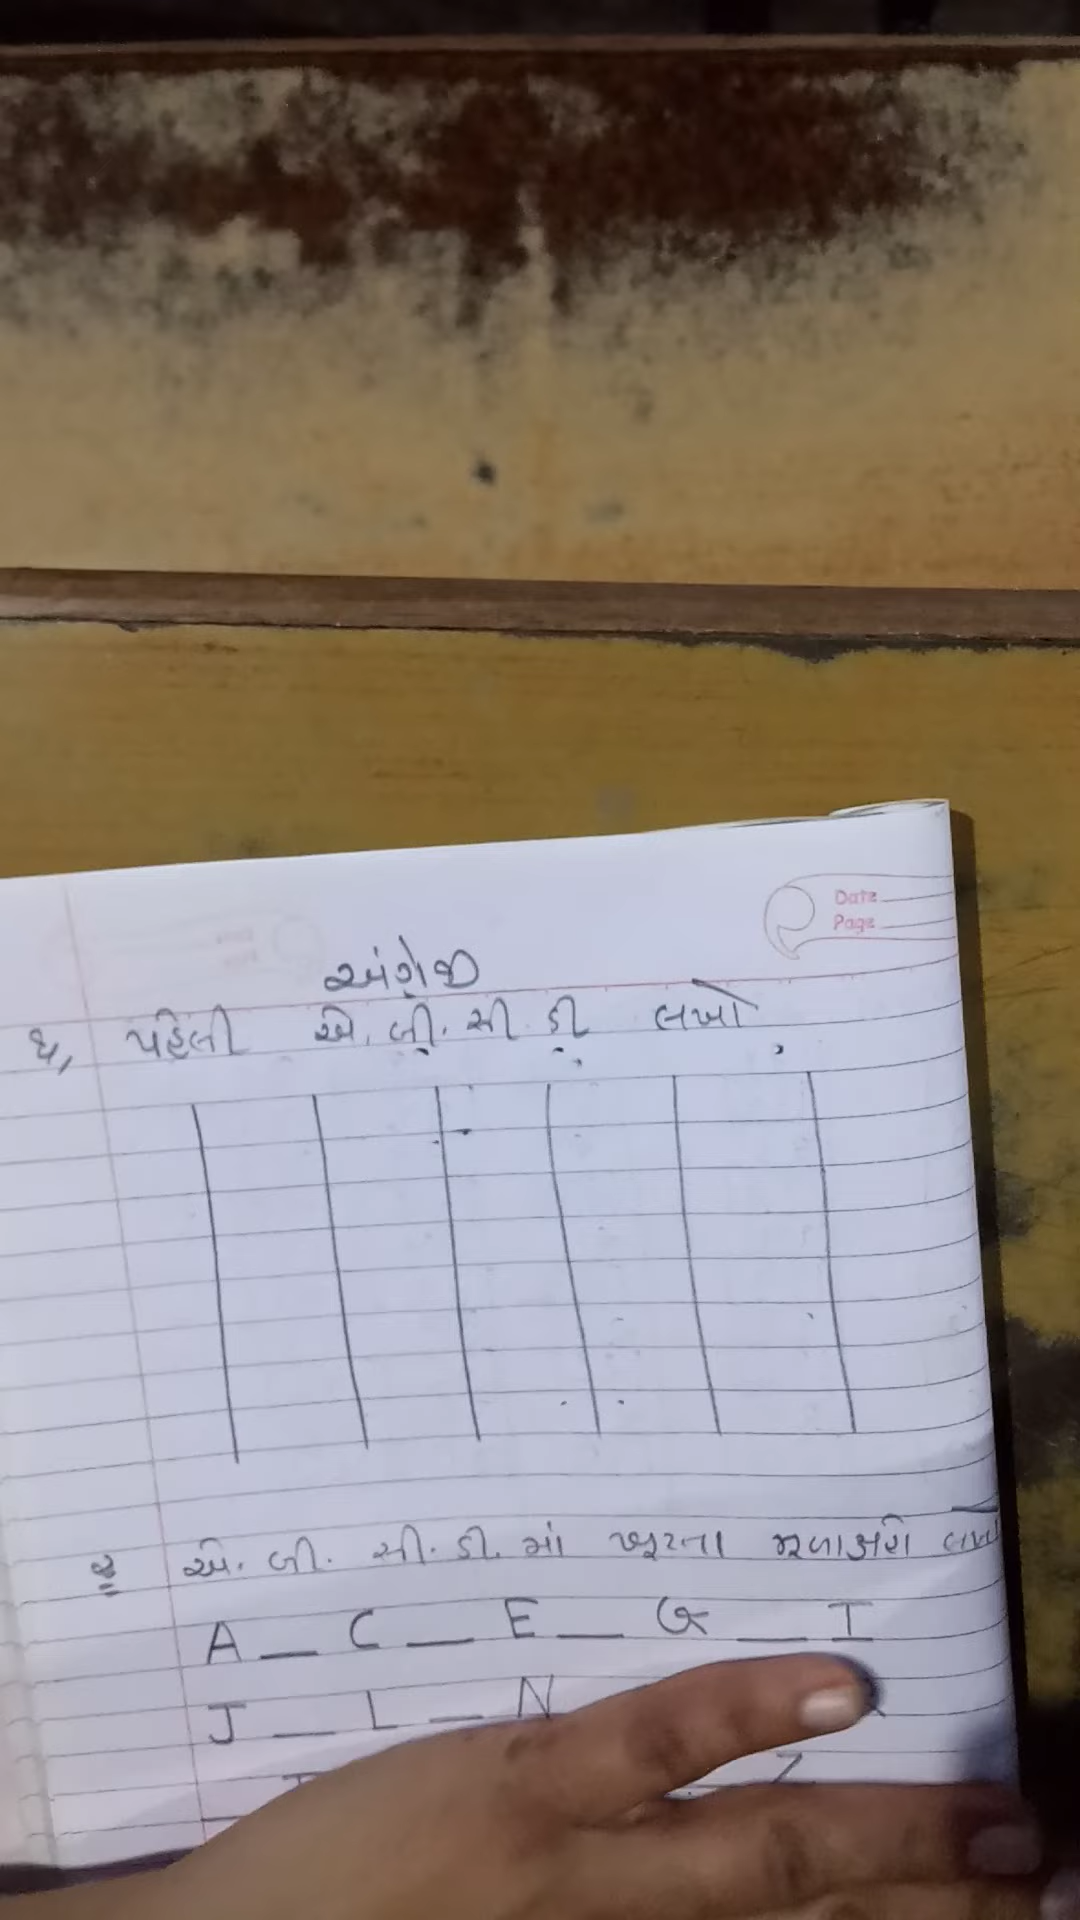 Date
Page
અંગ્રેજી
૧, પહેલી એ. બી. સી. ડી લખો
૨ એ. બી. સી. ડી. માં ખૂટતા મૂળાક્ષરો લખો
A __ C __ E __ G __ I
J __ L __ N
Z